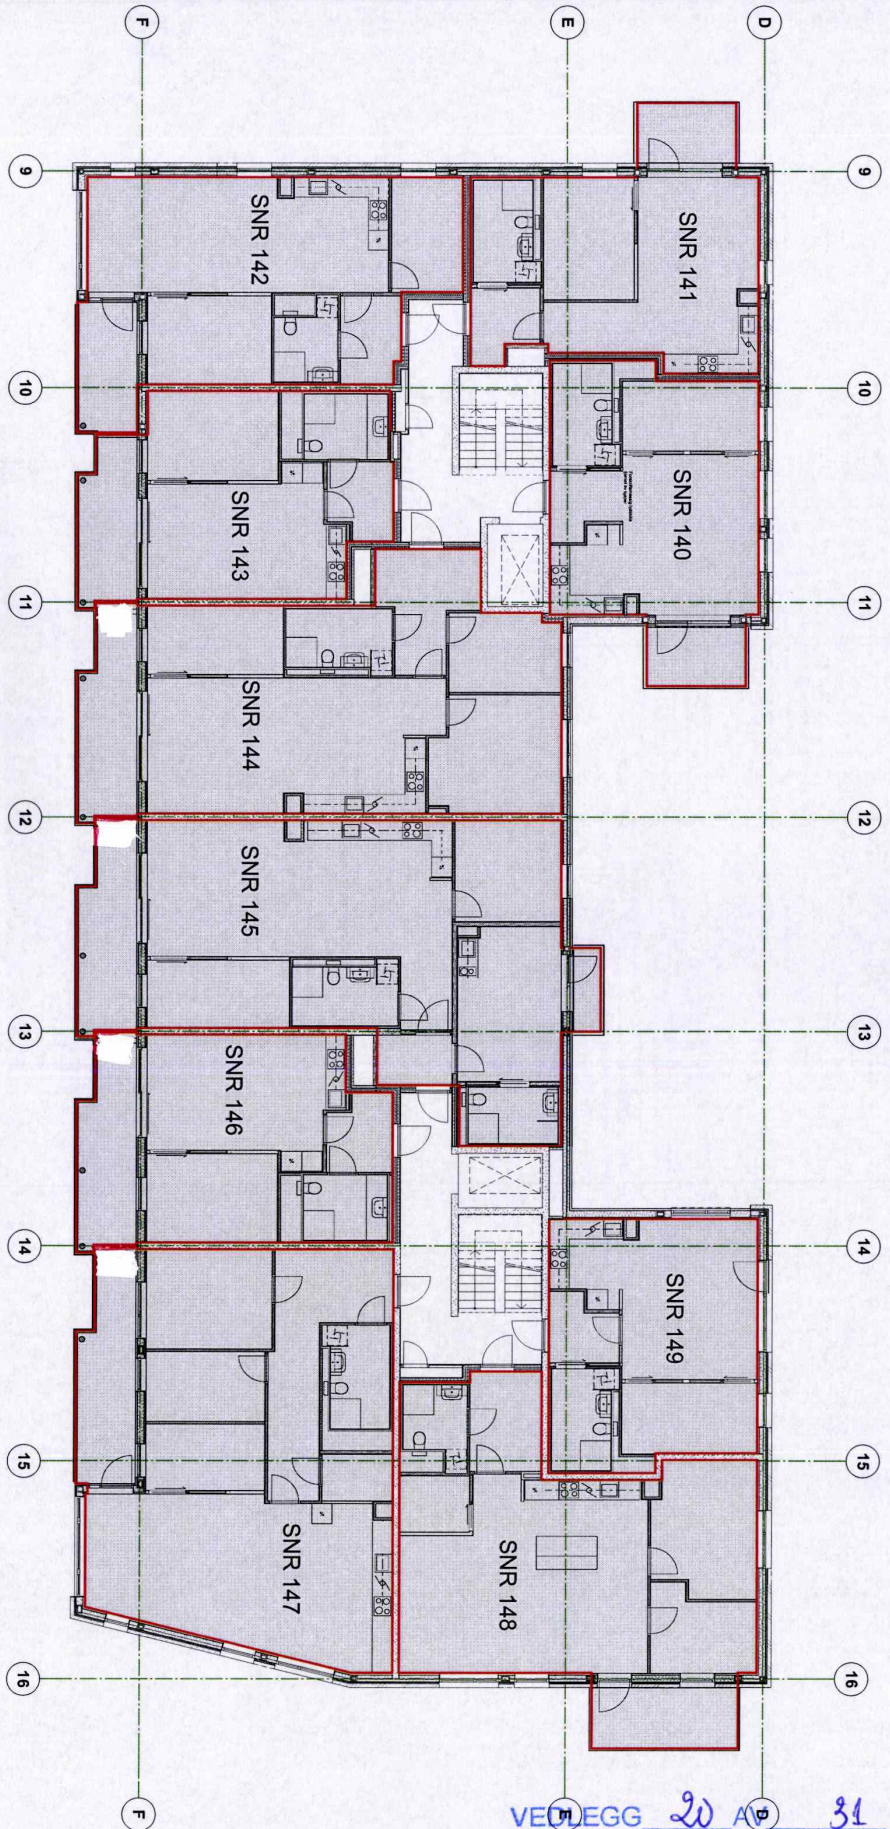 F
E
D
9
9
SNR 142
SNR 141
10
10
SNR 143
SNR 140
11
11
SNR 144
12
12
SNR 145
13
13
SNR 146
14
14
SNR 149
15
15
SNR 147
SNR 148
16
16
F
E
D
VEDLEGG 20 AV 31